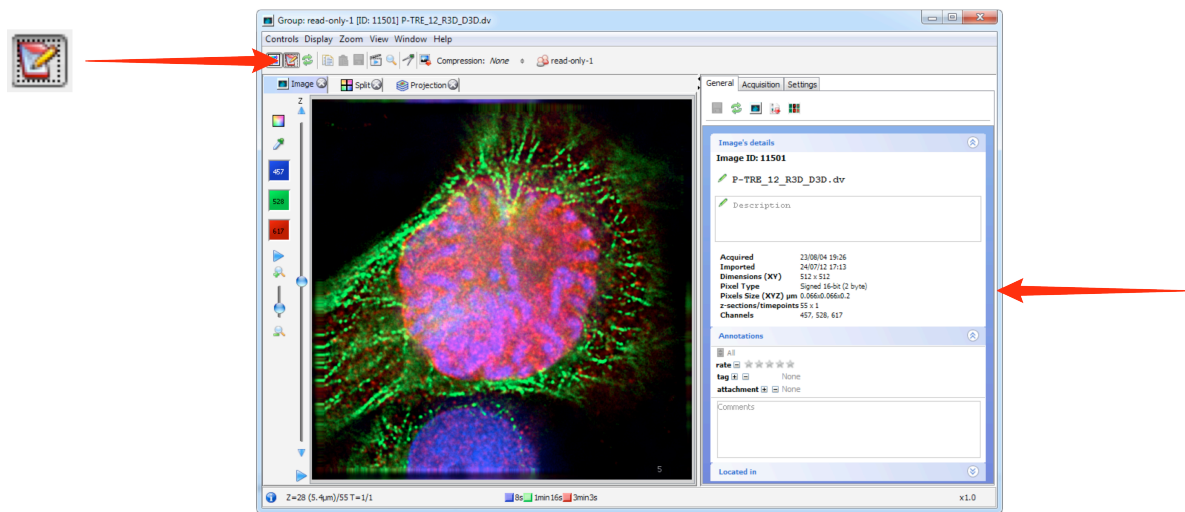 Group: read-only-1 [ID: 11501] P-TRE_12_R3D_D3D.dv
Controls Display Zoom View Window Help
Compression: None read-only-1
Image Split Projection
Z
457
528
617
5
General Acquisition Settings
Image's details
Image ID: 11501
P-TRE_12_R3D_D3D.dv
Description
Acquired 23/08/04 19:26
Imported 24/07/12 17:13
Dimensions (XY) 512 x 512
Pixel Type Signed 16-bit (2 byte)
Pixels Size (XYZ) µm 0.066x0.066x0.2
z-sections/timepoints 55 x 1
Channels 457, 528, 617
Annotations
All
rate
tag None
attachment None
Comments
Located in
Z=28 (5.4µm)/55 T=1/1 8s 1min16s 3min3s x1.0